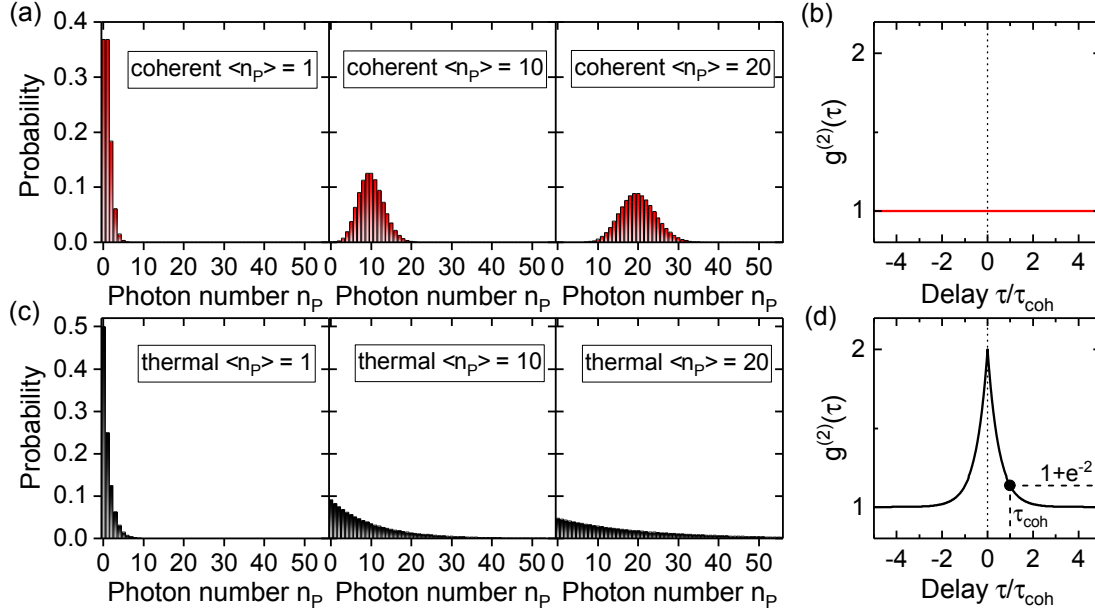 (a)
0.4
0.3
0.2
0.1
0.0
Probability
coherent <n_P> = 1
coherent <n_P> = 10
coherent <n_P> = 20
0 10 20 30 40 50
0 10 20 30 40 50
0 10 20 30 40 50
Photon number n_P
Photon number n_P
Photon number n_P
(b)
2
1
g^(2)(τ)
-4 -2 0 2 4
Delay τ/τ_coh
(c)
0.5
0.4
0.3
0.2
0.1
0.0
Probability
thermal <n_P> = 1
thermal <n_P> = 10
thermal <n_P> = 20
0 10 20 30 40 50
0 10 20 30 40 50
0 10 20 30 40 50
Photon number n_P
Photon number n_P
Photon number n_P
(d)
2
1
g^(2)(τ)
1+e^-2
τ_coh
-4 -2 0 2 4
Delay τ/τ_coh